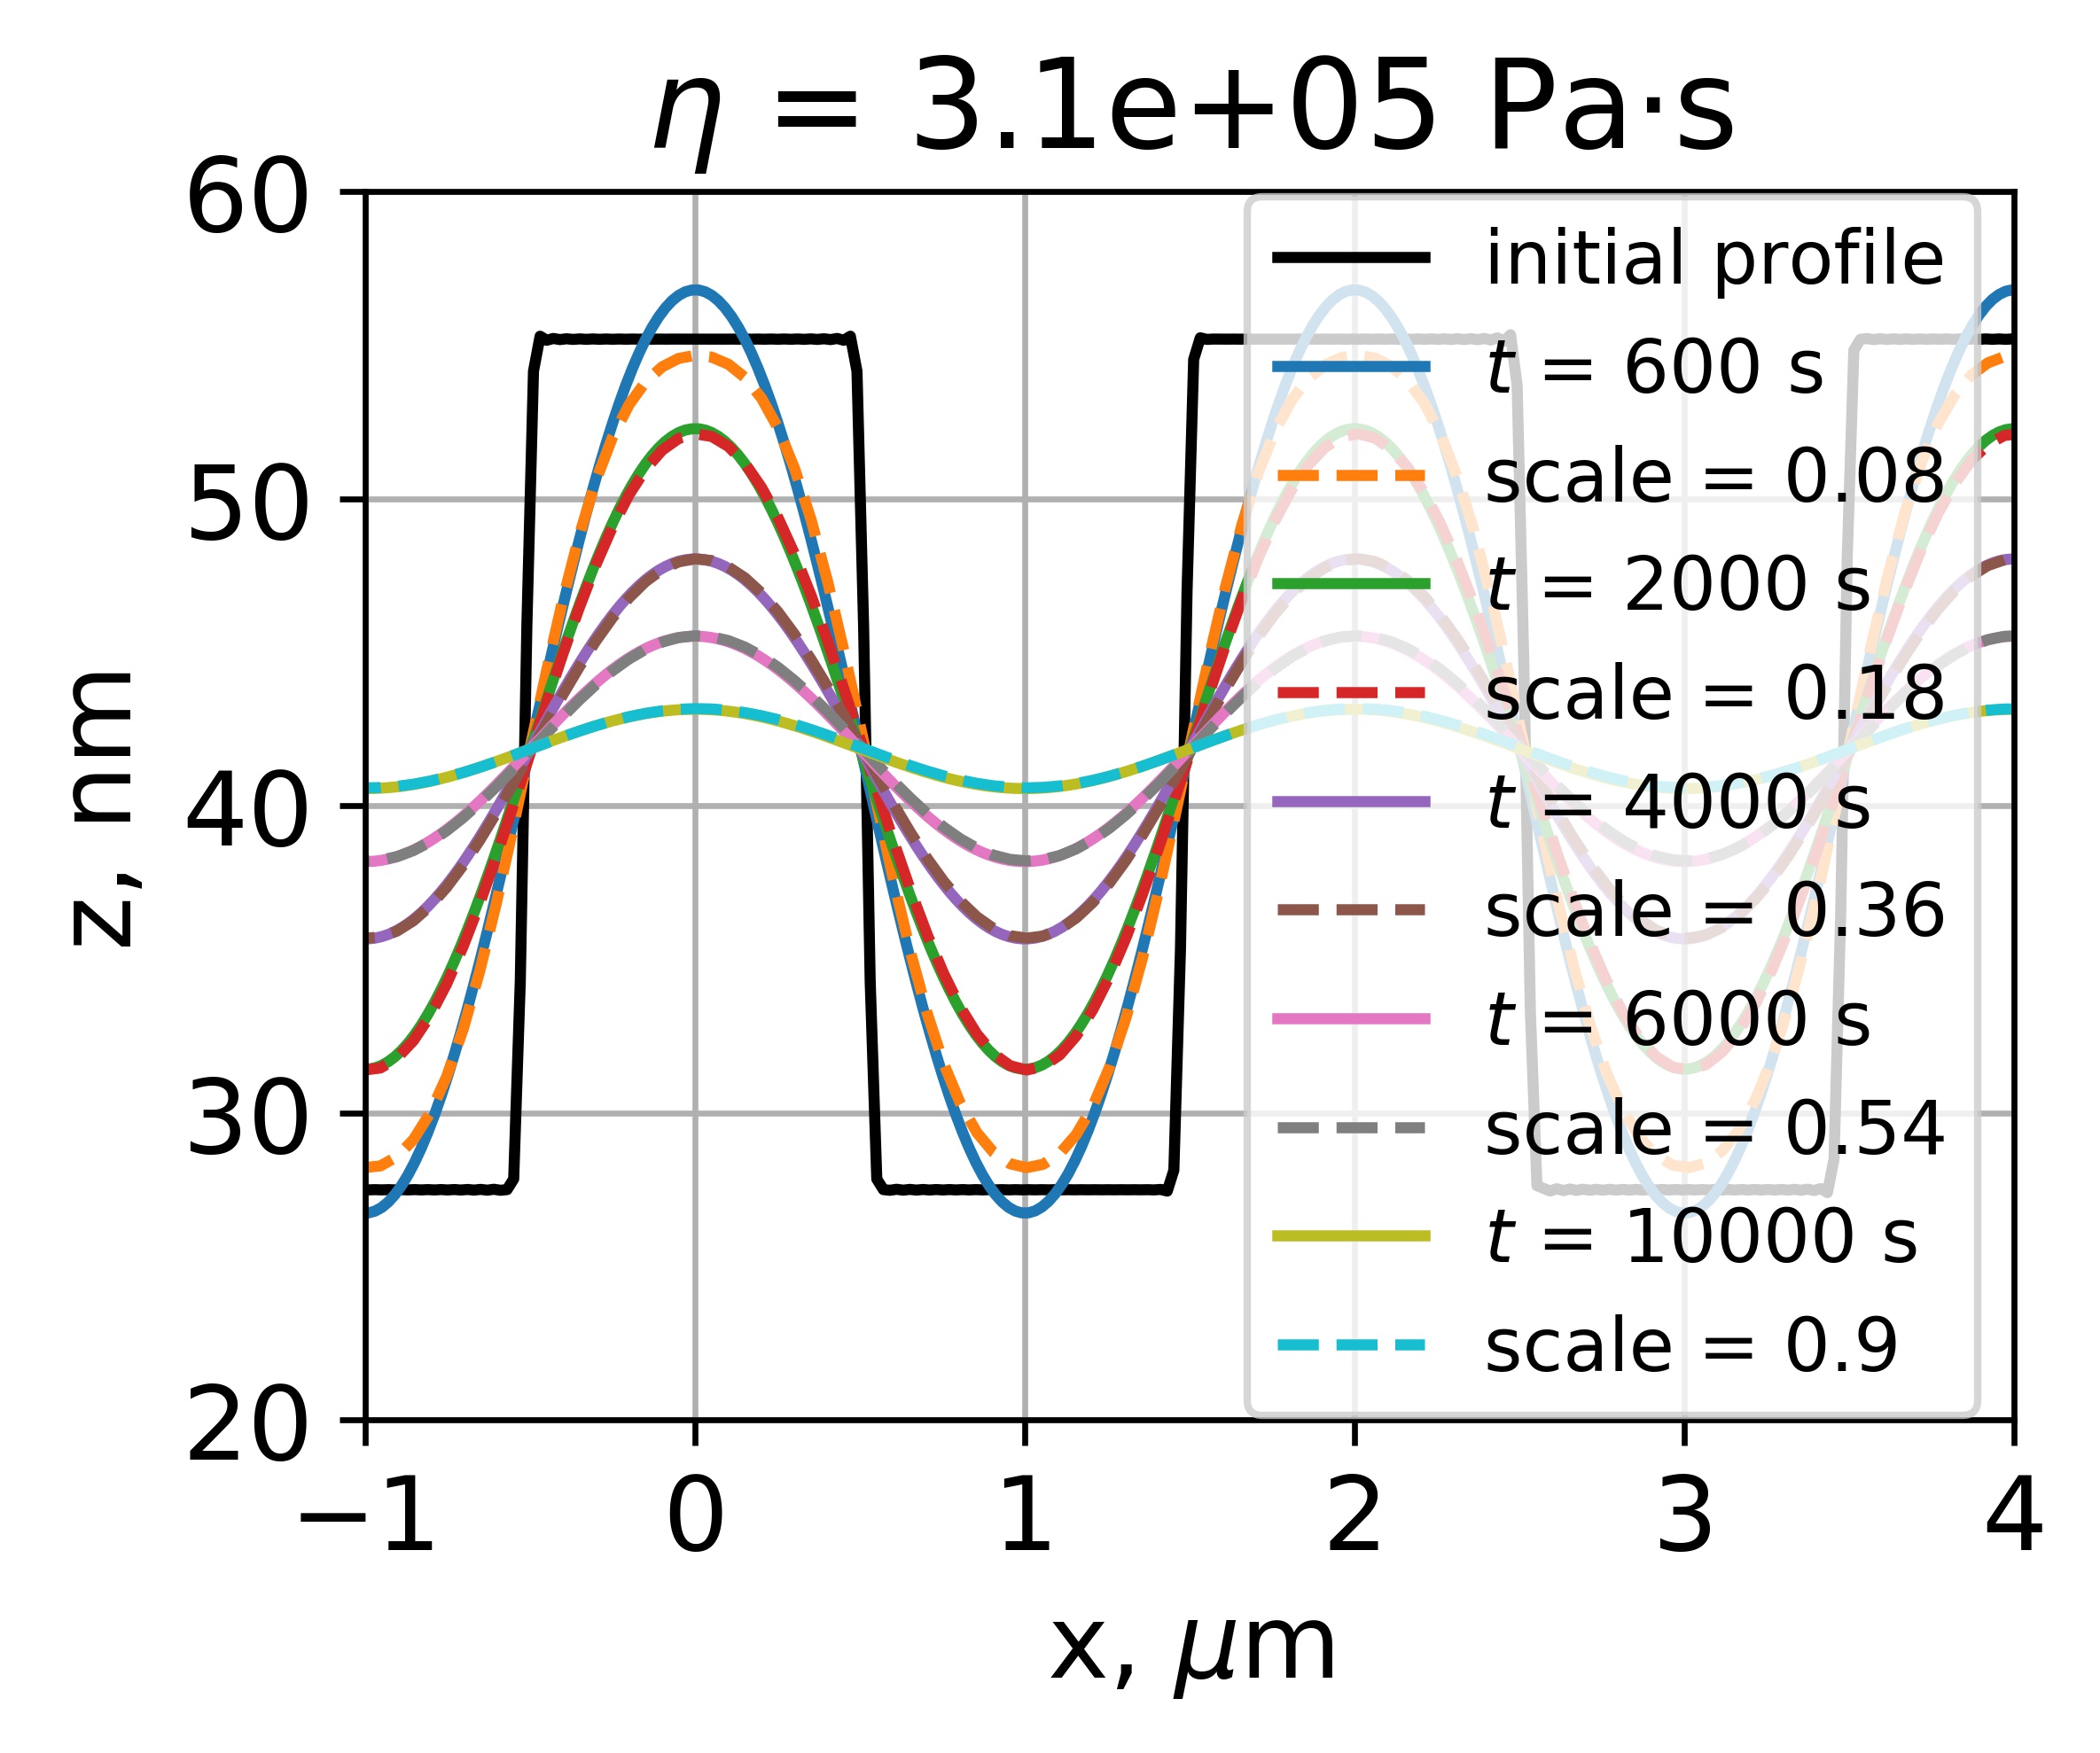 η = 3.1e+05 Pa·s
60
50
40
30
20
z, nm
initial profile
t = 600 s
scale = 0.08
t = 2000 s
scale = 0.18
t = 4000 s
scale = 0.36
t = 6000 s
scale = 0.54
t = 10000 s
scale = 0.9
−1 0 1 2 3 4
x, μm